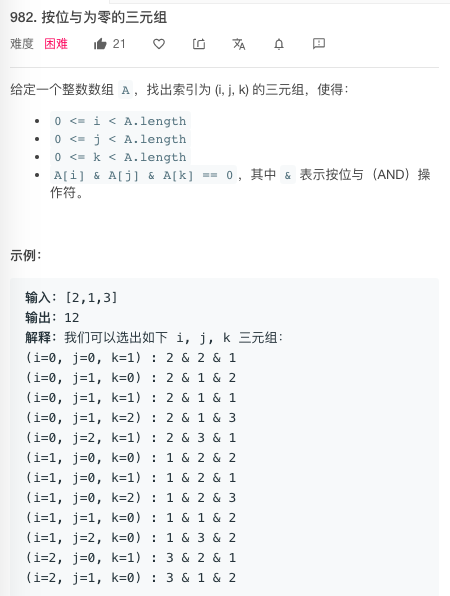 982. 按位与为零的三元组
难度 困难 21
给定一个整数数组 A ，找出索引为 (i, j, k) 的三元组，使得：
• 0 <= i < A.length
• 0 <= j < A.length
• 0 <= k < A.length
• A[i] & A[j] & A[k] == 0 ，其中 & 表示按位与（AND）操
作符。
示例：
输入：[2,1,3]
输出：12
解释：我们可以选出如下 i, j, k 三元组：
(i=0, j=0, k=1) : 2 & 2 & 1
(i=0, j=1, k=0) : 2 & 1 & 2
(i=0, j=1, k=1) : 2 & 1 & 1
(i=0, j=1, k=2) : 2 & 1 & 3
(i=0, j=2, k=1) : 2 & 3 & 1
(i=1, j=0, k=0) : 1 & 2 & 2
(i=1, j=0, k=1) : 1 & 2 & 1
(i=1, j=0, k=2) : 1 & 2 & 3
(i=1, j=1, k=0) : 1 & 1 & 2
(i=1, j=2, k=0) : 1 & 3 & 2
(i=2, j=0, k=1) : 3 & 2 & 1
(i=2, j=1, k=0) : 3 & 1 & 2